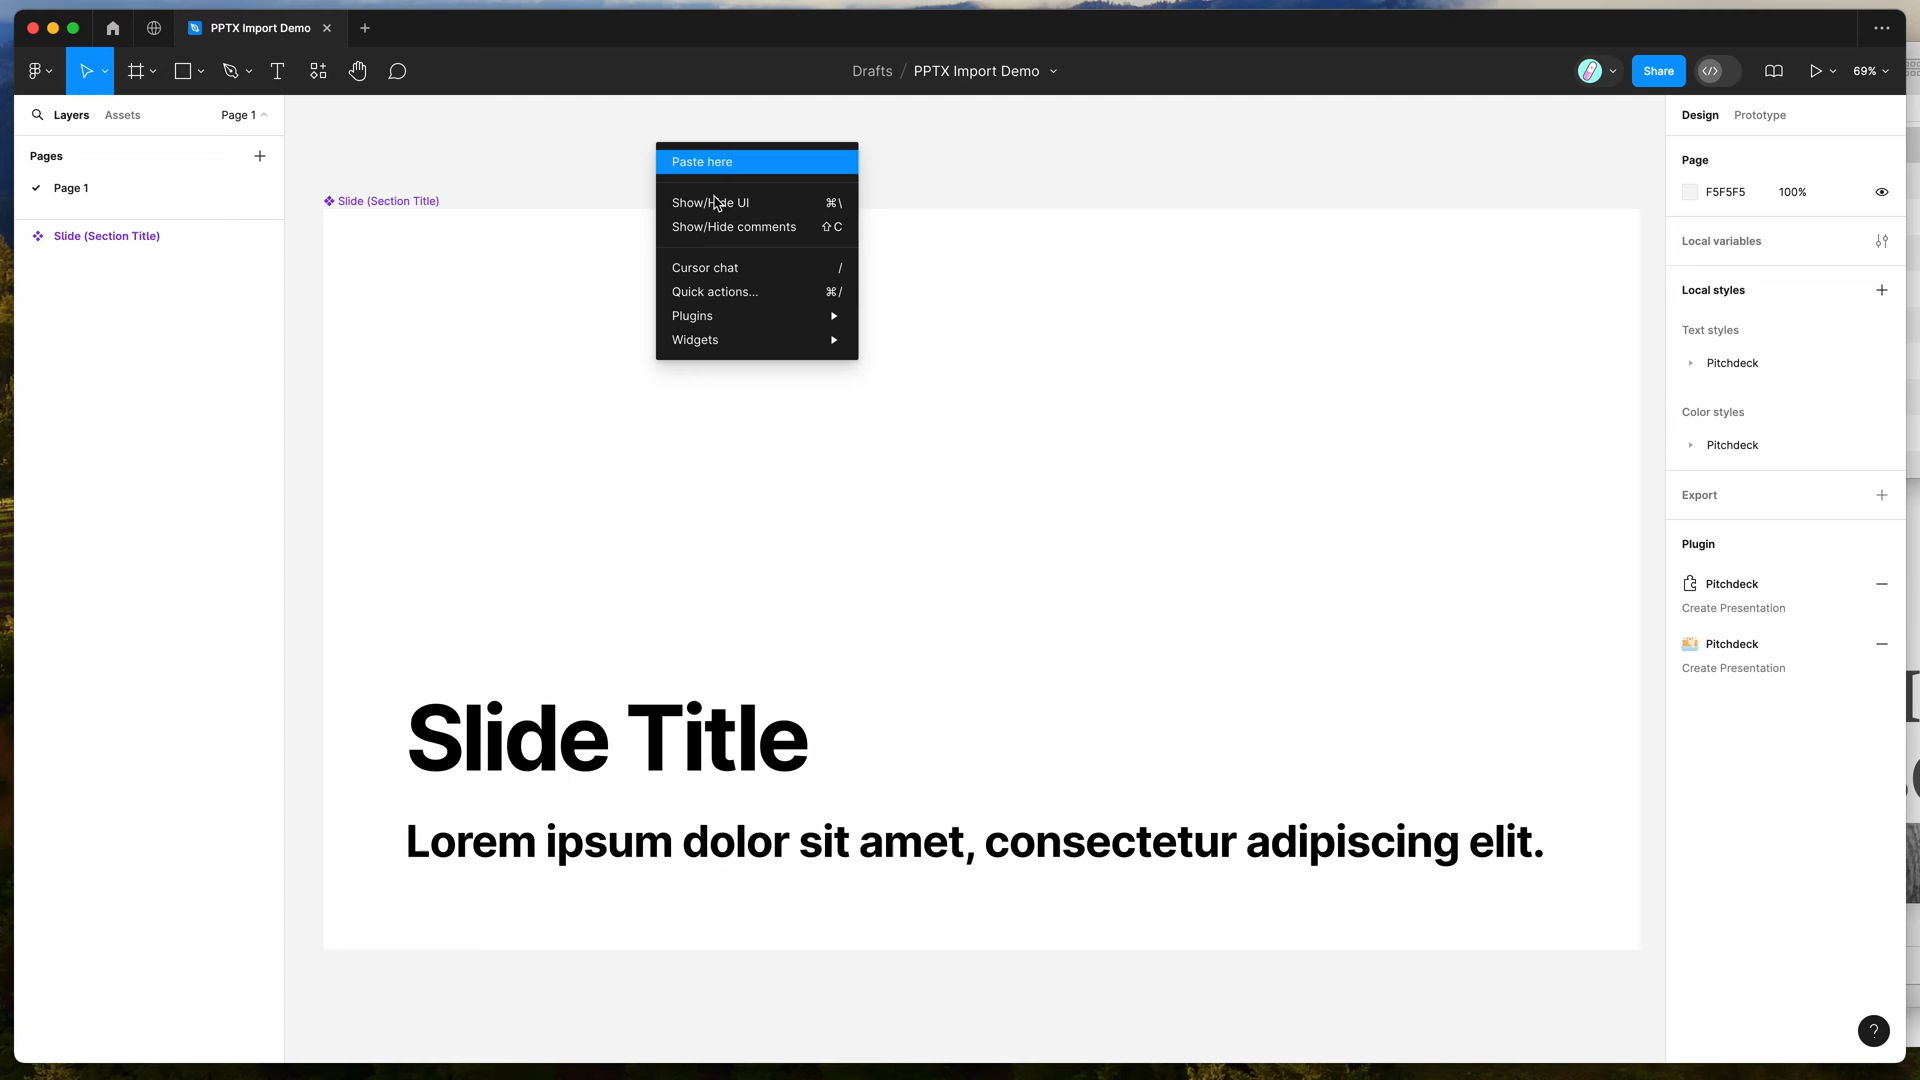 PPTX Import Demo
Drafts / PPTX Import Demo
Share
69%
Layers Assets Page 1
Pages
Page 1
Slide (Section Title)
Slide (Section Title)
Paste here
Show/Hide UI ⌘\
Show/Hide comments ⇧C
Cursor chat /
Quick actions... ⌘/
Plugins
Widgets
Slide Title
Lorem ipsum dolor sit amet, consectetur adipiscing elit.
Design Prototype
Page
F5F5F5 100%
Local variables
Local styles
Text styles
Pitchdeck
Color styles
Pitchdeck
Export
Plugin
Pitchdeck
Create Presentation
Pitchdeck
Create Presentation
?